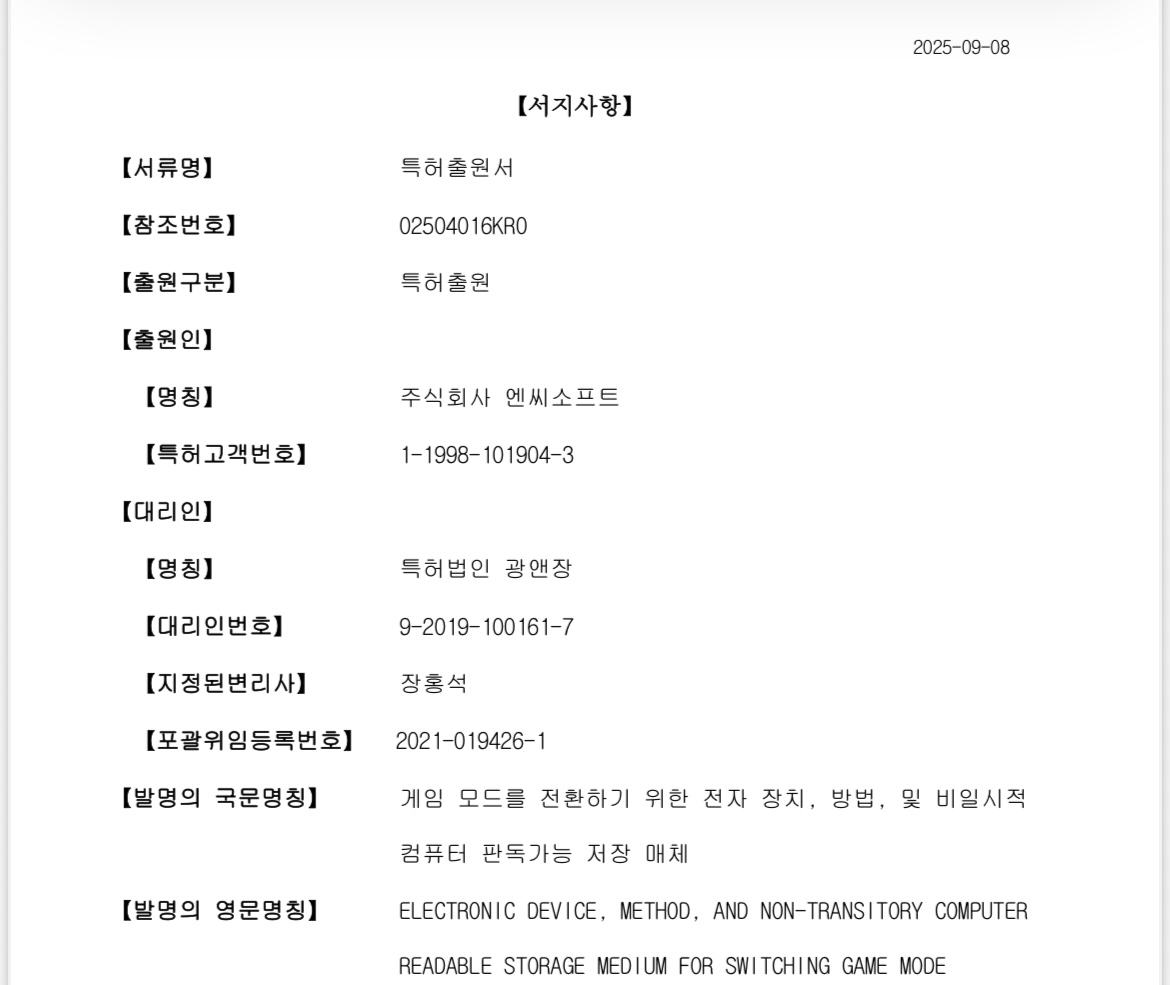 2025-09-08
【서지사항】
【서류명】 특허출원서
【참조번호】 02504016KR0
【출원구분】 특허출원
【출원인】
【명칭】 주식회사 엔씨소프트
【특허고객번호】 1-1998-101904-3
【대리인】
【명칭】 특허법인 광앤장
【대리인번호】 9-2019-100161-7
【지정된변리사】 장홍석
【포괄위임등록번호】 2021-019426-1
【발명의 국문명칭】 게임 모드를 전환하기 위한 전자 장치, 방법, 및 비일시적
컴퓨터 판독가능 저장 매체
【발명의 영문명칭】 ELECTRONIC DEVICE, METHOD, AND NON-TRANSITORY COMPUTER
READABLE STORAGE MEDIUM FOR SWITCHING GAME MODE